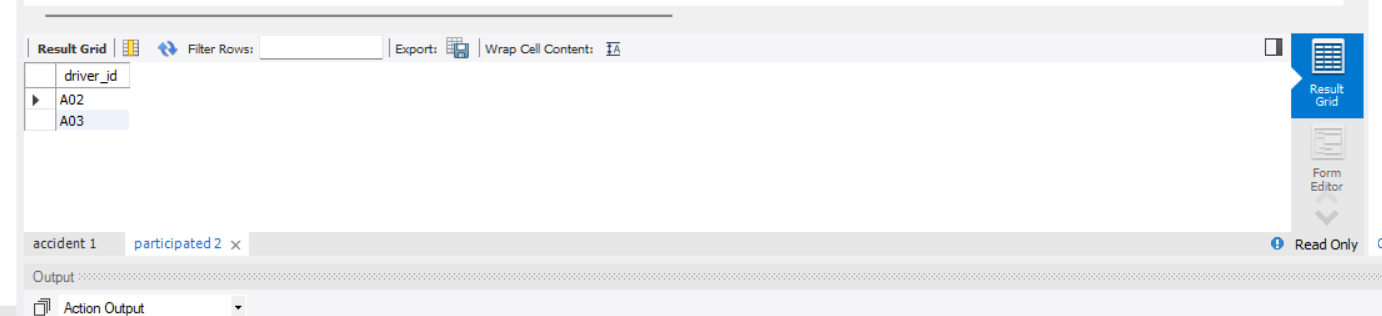 Result Grid Filter Rows: Export: Wrap Cell Content: IA
driver_id
A02
A03
Result
Grid
Form
Editor
accident 1 participated 2 × Read Only
Output
Action Output